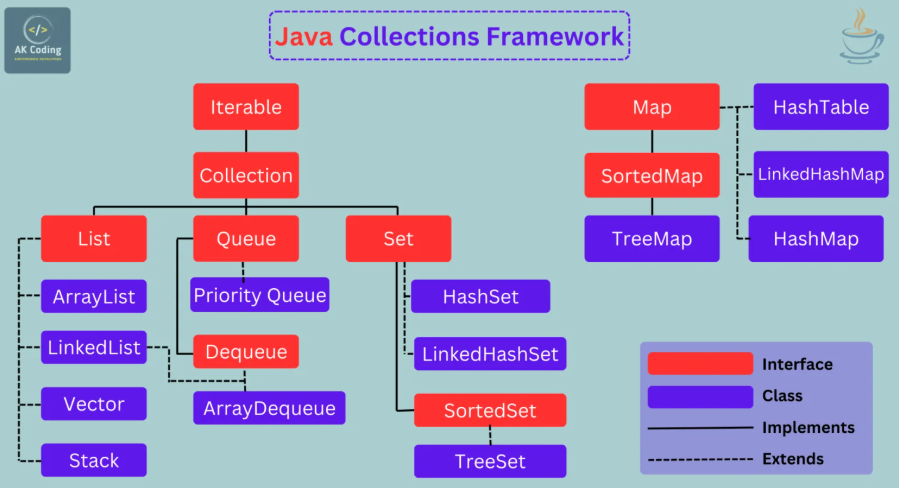 </>
AK Coding
Java Collections Framework
Iterable
Collection
List
Queue
Set
ArrayList
Priority Queue
HashSet
LinkedList
Dequeue
LinkedHashSet
Vector
ArrayDequeue
SortedSet
Stack
TreeSet
Map
HashTable
SortedMap
LinkedHashMap
TreeMap
HashMap
Interface
Class
Implements
Extends